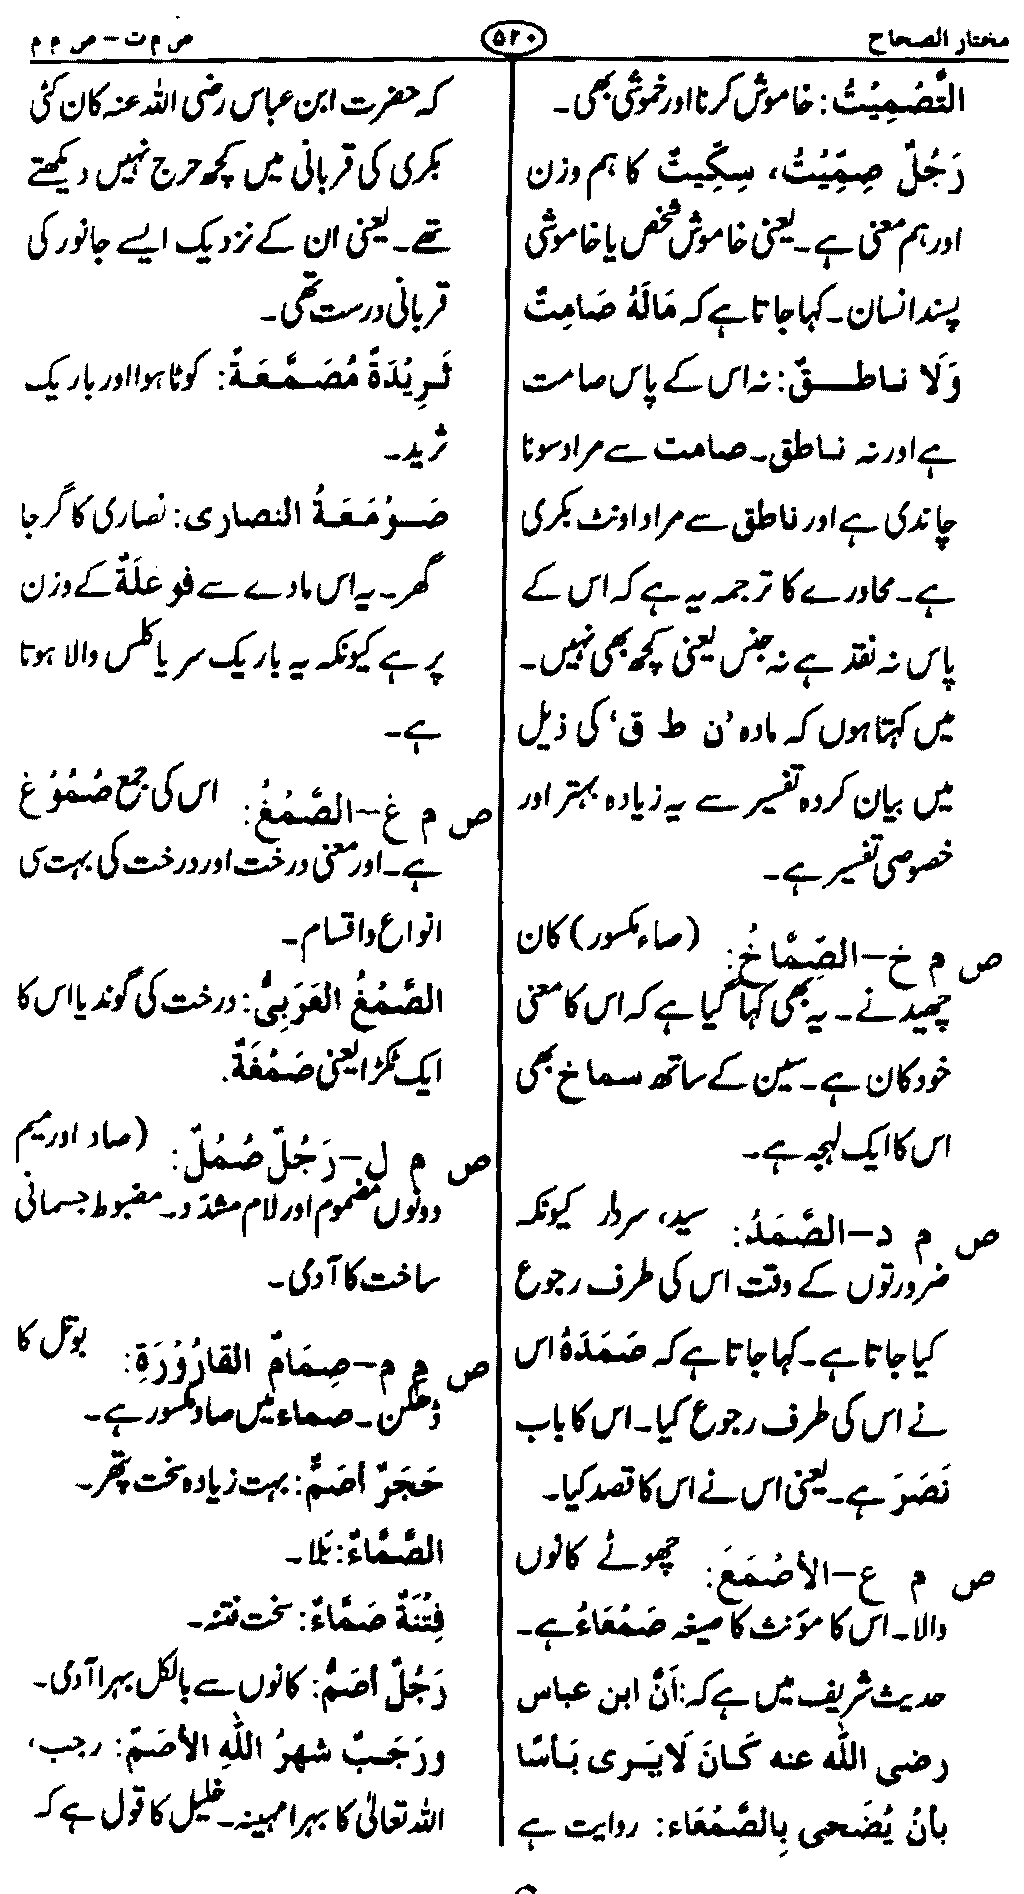 مختار الصحاح
۵۲۰
ص م ت – ص م م
التَّصْمِيْتُ: خاموش کرنا اور خموشی بھی۔
رَجُلٌ صِمِّيْتٌ، سِكِّيتٌ کا ہم وزن
اور ہم معنی ہے۔ یعنی خاموش شخص یا خاموشی
پسند انسان۔ کہا جاتا ہے کہ مَالَهُ صَامِتٌ
وَلَا نَاطِقٌ: نہ اس کے پاس صامت
ہے اور نہ ناطق۔ صامت سے مراد سونا
چاندی ہے اور ناطق سے مراد اونٹ بکری
ہے۔ محاورے کا ترجمہ یہ ہے کہ اس کے
پاس نہ نقد ہے نہ جنس یعنی کچھ بھی نہیں۔
میں کہتا ہوں کہ مادہ ’ن ط ق‘ کی ذیل
میں بیان کردہ تفسیر سے یہ زیادہ بہتر اور
خصوصی تفسیر ہے۔
ص م خ – الصِّمَاخُ: (صاد مکسور) کان
چھیدنے۔ یہ بھی کہا گیا ہے کہ اس کا معنی
خود کان ہے۔ سین کے ساتھ سماخ بھی
اس کا ایک لہجہ ہے۔
ص م د – الصَّمَدُ: سید، سردار کیونکہ
ضرورتوں کے وقت اس کی طرف رجوع
کیا جاتا ہے۔ کہا جاتا ہے کہ صَمَدَهُ اس
نے اس کی طرف رجوع کیا۔ اس کا باب
نَصَرَ ہے۔ یعنی اس نے اس کا قصد کیا۔
ص م ع – الأصْمَعَ: چھوٹے کانوں
والا۔ اس کا مؤنث کا صیغہ صَمْعَاءُ ہے۔
حدیث شریف میں ہے کہ: اَنَّ ابن عباس
رضی اللّٰه عنه كَانَ لَايَرى بَأسًا
بأنْ يُضَحى بِالصَّمْعَاء: روایت ہے
کہ حضرت ابن عباس رضی اللہ عنہ کان کٹی
بکری کی قربانی میں کچھ حرج نہیں دیکھتے
تھے۔ یعنی ان کے نزدیک ایسے جانور کی
قربانی درست تھی۔
ثَرِيْدَةٌ مُصَمَّعَةٌ: کوٹا ہوا اور باریک
ثرید۔
صَوْمَعَةُ النصارى: نصاریٰ کا گرجا
گھر۔ یہ اس مادے سے فَوعَلَةٌ کے وزن
پر ہے کیونکہ یہ باریک سر یا کلس والا ہوتا
ہے۔
ص م غ – الصَّمْغُ: اس کی جمع صُمُوْغ
ہے۔ اور معنی درخت اور درخت کی بہت سی
انواع واقسام۔
الصَّمْغُ العَرَبِىُّ: درخت کی گوند یا اس کا
ایک ٹکڑا یعنی صَمْغَةٌ.
ص م ل – رَجُلٌ صُمُلٌّ: (صاد اور میم
دونوں مضموم اور لام مشدّد۔ مضبوط جسمانی
ساخت کا آدمی۔
ص م م – صِمَامُ القَارُوْرَةِ: بوتل کا
ڈھکن۔ صماء میں صاد مکسور ہے۔
حَجَرٌ أصَمُّ: بہت زیادہ سخت پتھر۔
الصَّمَّاءُ: بَلا۔
فِتْنَةٌ صَمَّاءُ: سخت فتنہ۔
رَجُلٌ أصَمُّ: کانوں سے بالکل بہرا آدمی۔
ورَجَبٌ شهرُ اللّٰهِ الأصَمّ: رجب،
اللہ تعالیٰ کا بہرا مہینہ۔ خلیل کا قول ہے کہ